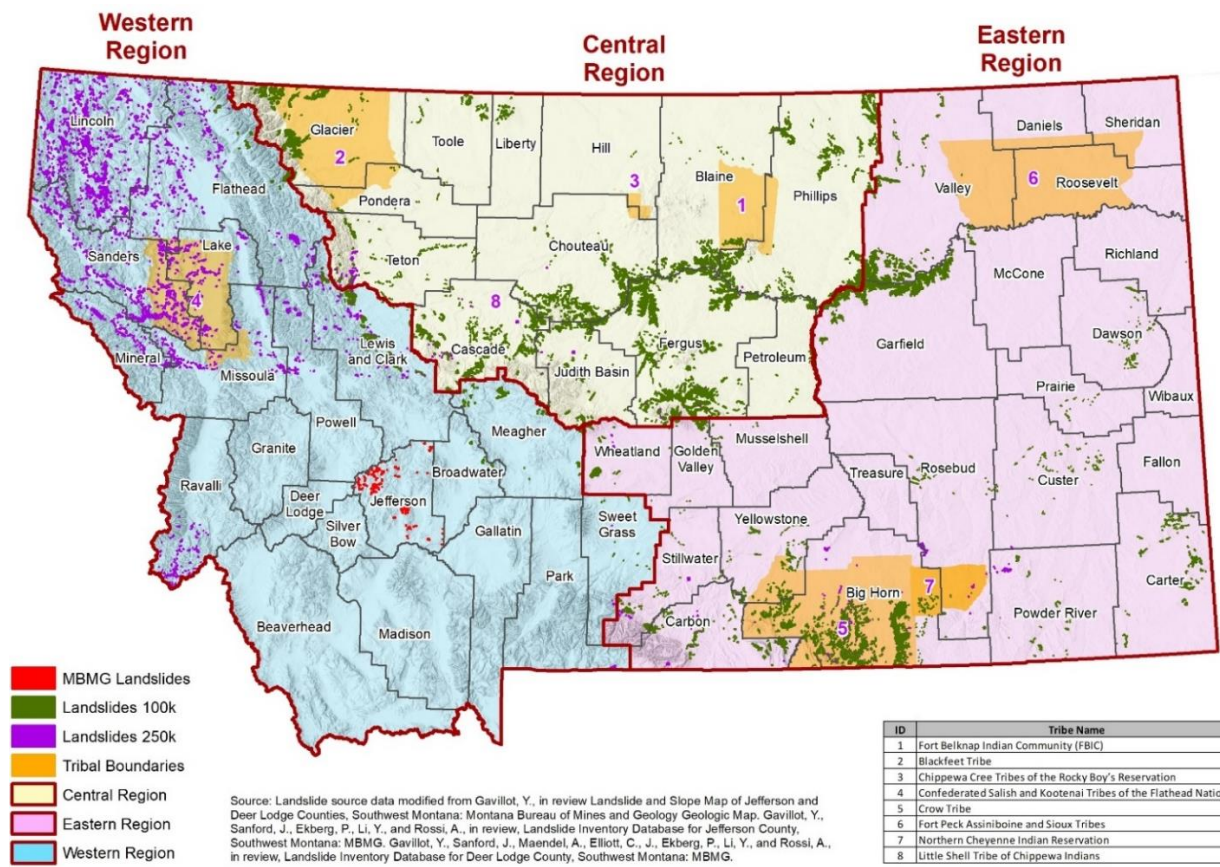 Western
Region
Central
Region
Eastern
Region
Lincoln
Flathead
Glacier
2
Toole
Liberty
Hill
3
Blaine
1
Phillips
Daniels
Sheridan
Valley
6
Roosevelt
Pondera
Sanders
Lake
4
Teton
Chouteau
McCone
Richland
8
Mineral
Missoula
Lewis
and Clark
Cascade
Judith Basin
Fergus
Petroleum
Garfield
Dawson
Prairie
Wibaux
Powell
Granite
Ravalli
Meagher
Wheatland
Golden
Valley
Musselshell
Treasure
Rosebud
Custer
Fallon
Deer
Lodge
Jefferson
Broadwater
Silver
Bow
Gallatin
Sweet
Grass
Stillwater
Yellowstone
Park
Big Horn
7
Carter
Beaverhead
Madison
Carbon
5
Powder River
MBMG Landslides
Landslides 100k
Landslides 250k
Tribal Boundaries
Central Region
Eastern Region
Western Region
Source: Landslide source data modified from Gavillot, Y., in review Landslide and Slope Map of Jefferson and
Deer Lodge Counties, Southwest Montana: Montana Bureau of Mines and Geology Geologic Map. Gavillot, Y.,
Sanford, J., Ekberg, P., Li, Y., and Rossi, A., in review, Landslide Inventory Database for Jefferson County,
Southwest Montana: MBMG. Gavillot, Y., Sanford, J., Maendel, A., Elliott, C., J., Ekberg, P., Li, Y., and Rossi, A.,
in review, Landslide Inventory Database for Deer Lodge County, Southwest Montana: MBMG.
ID Tribe Name
1 Fort Belknap Indian Community (FBIC)
2 Blackfeet Tribe
3 Chippewa Cree Tribes of the Rocky Boy's Reservation
4 Confederated Salish and Kootenai Tribes of the Flathead Natio
5 Crow Tribe
6 Fort Peck Assiniboine and Sioux Tribes
7 Northern Cheyenne Indian Reservation
8 Little Shell Tribe of Chippewa Indians